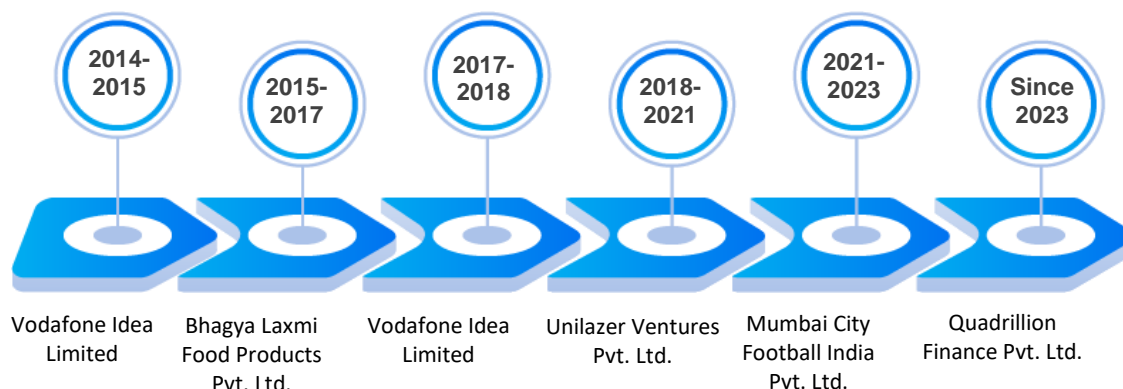 2014-
2015
2015-
2017
2017-
2018
2018-
2021
2021-
2023
Since
2023
Vodafone Idea
Limited
Bhagya Laxmi
Food Products
Pvt. Ltd.
Vodafone Idea
Limited
Unilazer Ventures
Pvt. Ltd.
Mumbai City
Football India
Pvt. Ltd.
Quadrillion
Finance Pvt. Ltd.